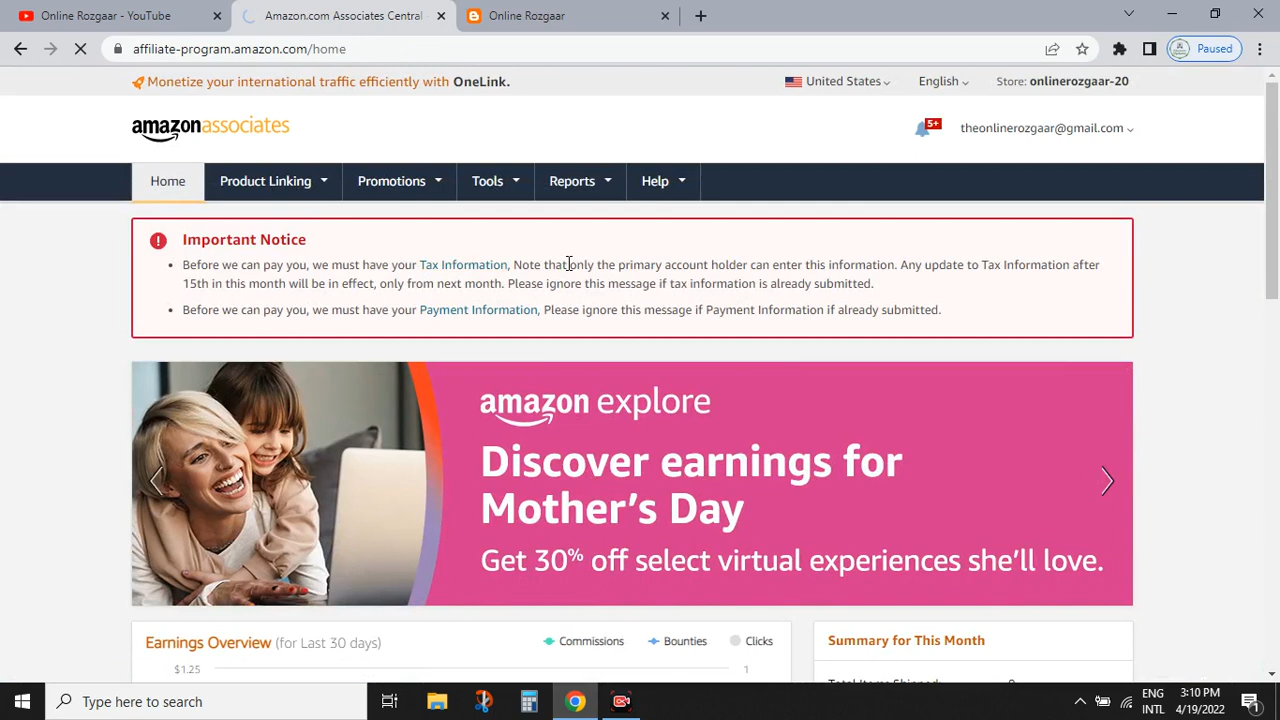 Online Rozgaar - YouTube
Amazon.com Associates Central -
Online Rozgaar
affiliate-program.amazon.com/home
Paused
Monetize your international traffic efficiently with OneLink.
United States
English
Store: onlinerozgaar-20
amazonassociates
5+
theonlinerozgaar@gmail.com
Home
Product Linking
Promotions
Tools
Reports
Help
Important Notice
Before we can pay you, we must have your Tax Information, Note that only the primary account holder can enter this information. Any update to Tax Information after
15th in this month will be in effect, only from next month. Please ignore this message if tax information is already submitted.
Before we can pay you, we must have your Payment Information, Please ignore this message if Payment Information if already submitted.
amazon explore
Discover earnings for
Mother's Day
Get 30% off select virtual experiences she'll love.
Earnings Overview (for Last 30 days)
Commissions
Bounties
Clicks
$1.25
1
Summary for This Month
Total Items Shipped
Type here to search
ENG
INTL
3:10 PM
4/19/2022
1